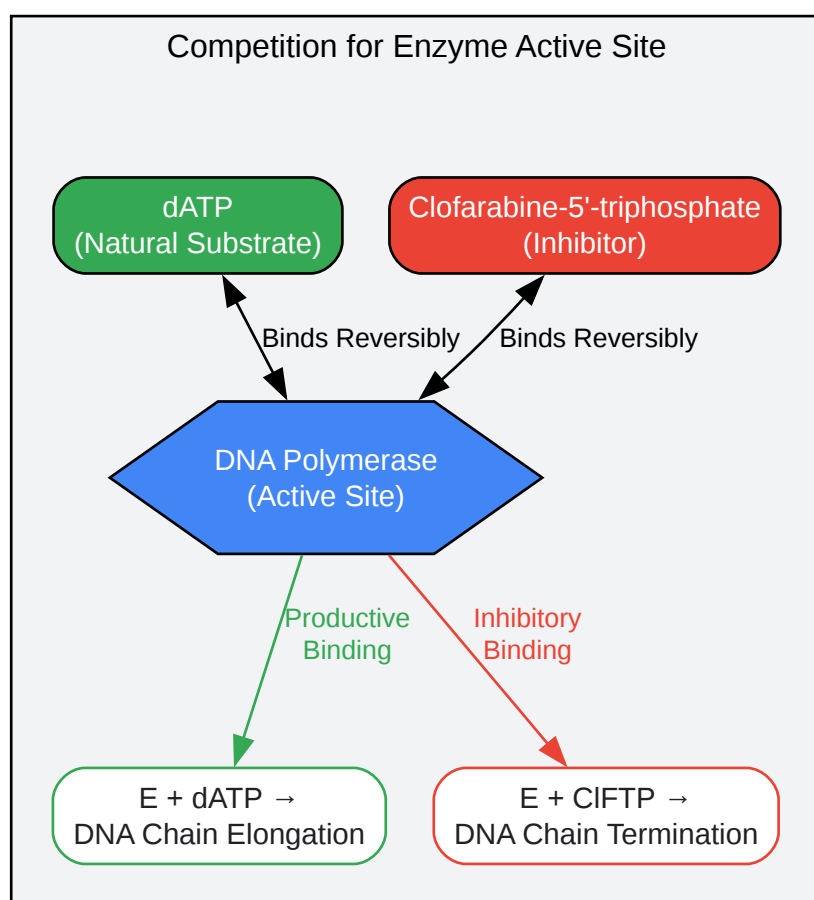 Competition for Enzyme Active Site
dATP
(Natural Substrate)
Clofarabine-5'-triphosphate
(Inhibitor)
Binds Reversibly
Binds Reversibly
DNA Polymerase
(Active Site)
Productive
Binding
Inhibitory
Binding
E + dATP →
DNA Chain Elongation
E + ClFTP →
DNA Chain Termination